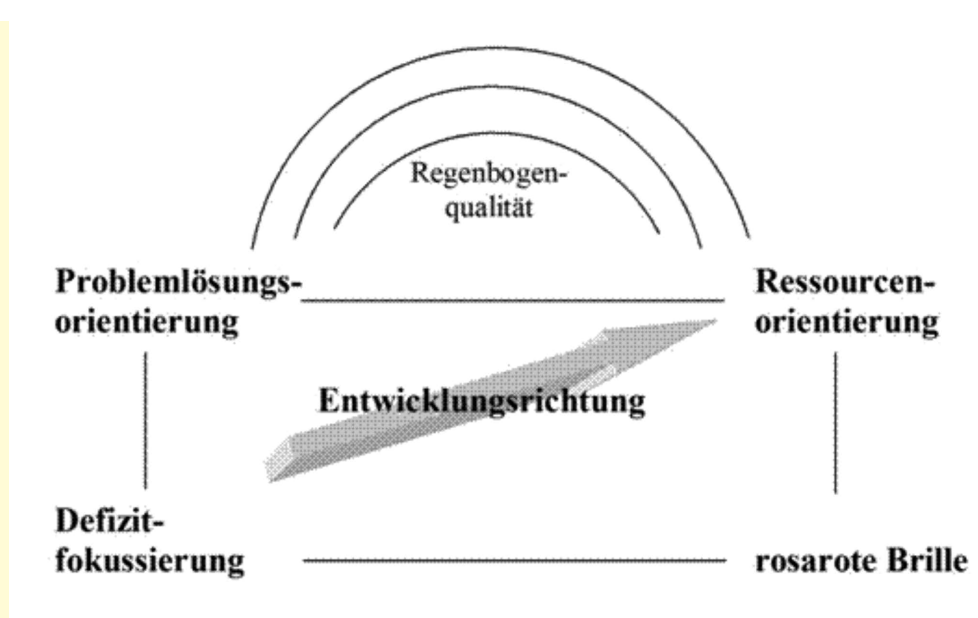 Regenbogen-
qualität
Problemlösungs-
orientierung
Ressourcen-
orientierung
Entwicklungsrichtung
Defizit-
fokussierung
rosarote Brille